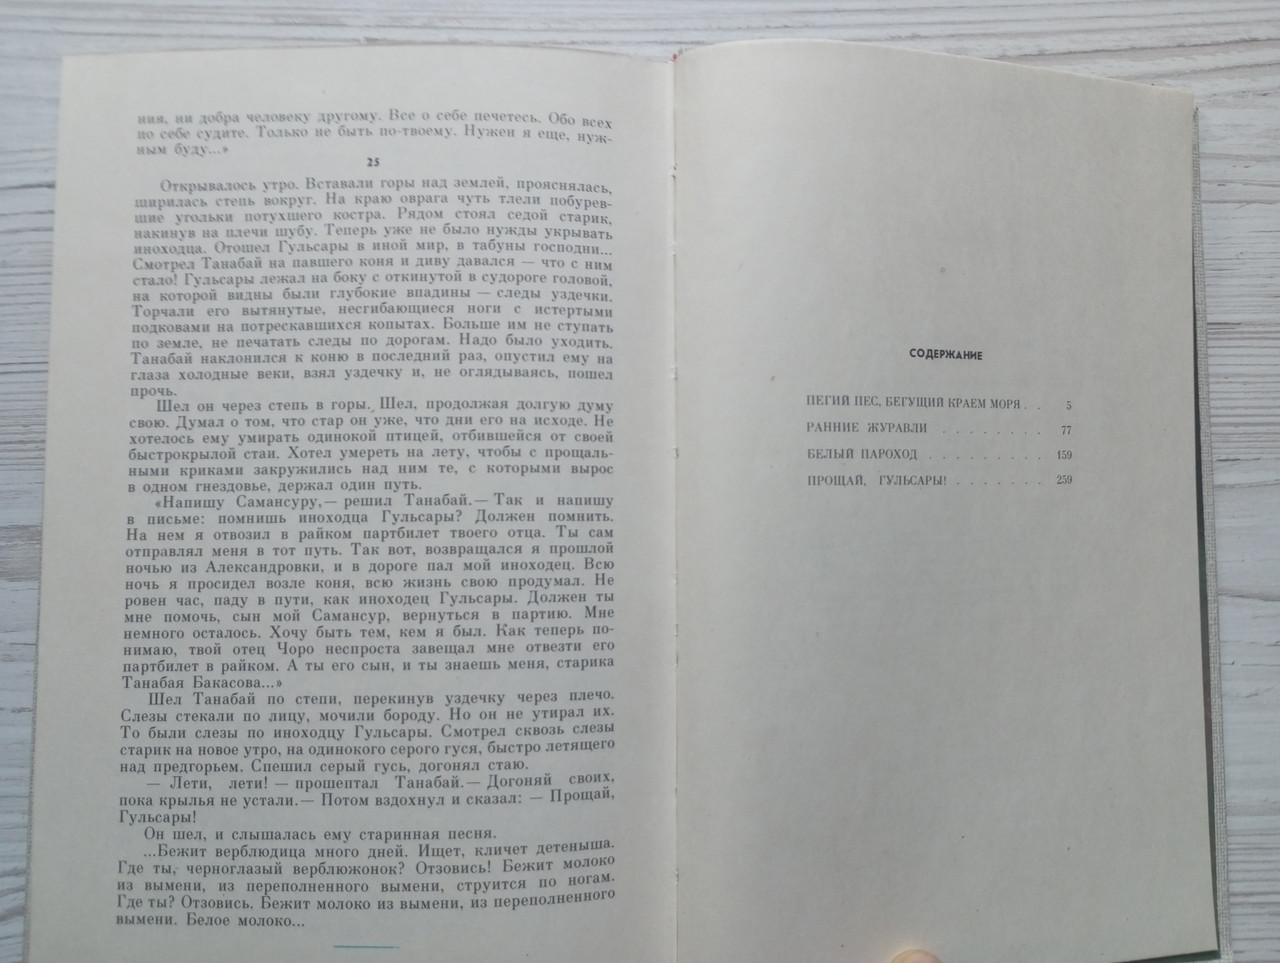 ния, ни добра человеку другому. Все о себе печетесь. Обо всех
по себе судите. Только не быть по-твоему. Нужен я еще, нуж-
ным буду...»
25
Открывалось утро. Вставали горы над землей, прояснялась,
ширилась степь вокруг. На краю оврага чуть тлели побурев-
шие угольки потухшего костра. Рядом стоял седой старик,
накинув на плечи шубу. Теперь уже не было нужды укрывать
иноходца. Отошел Гульсары в иной мир, в табуны господни...
Смотрел Танабай на павшего коня и диву давался — что с ним
стало! Гульсары лежал на боку с откинутой в судороге головой,
на которой видны были глубокие впадины — следы уздечки.
Торчали его вытянутые, несгибающиеся ноги с истертыми
подковами на потрескавшихся копытах. Больше им не ступать
по земле, не печатать следы по дорогам. Надо было уходить.
Танабай наклонился к коню в последний раз, опустил ему на
глаза холодные веки, взял уздечку и, не оглядываясь, пошел
прочь.
Шел он через степь в горы. Шел, продолжая долгую думу
свою. Думал о том, что стар он уже, что дни его на исходе. Не
хотелось ему умирать одинокой птицей, отбившейся от своей
быстрокрылой стаи. Хотел умереть на лету, чтобы с прощаль-
ными криками закружились над ним те, с которыми вырос
в одном гнездовье, держал один путь.
«Напишу Самансуру,— решил Танабай.— Так и напишу
в письме: помнишь иноходца Гульсары? Должен помнить.
На нем я отвозил в райком партбилет твоего отца. Ты сам
отправлял меня в тот путь. Так вот, возвращался я прошлой
ночью из Александровки, и в дороге пал мой иноходец. Всю
ночь я просидел возле коня, всю жизнь свою продумал. Не
ровен час, паду в пути, как иноходец Гульсары. Должен ты
мне помочь, сын мой Самансур, вернуться в партию. Мне
немного осталось. Хочу быть тем, кем я был. Как теперь по-
нимаю, твой отец Чоро неспроста завещал мне отвезти его
партбилет в райком. А ты его сын, и ты знаешь меня, старика
Танабая Бакасова...»
Шел Танабай по степи, перекинув уздечку через плечо.
Слезы стекали по лицу, мочили бороду. Но он не утирал их.
То были слезы по иноходцу Гульсары. Смотрел сквозь слезы
старик на новое утро, на одинокого серого гуся, быстро летящего
над предгорьем. Спешил серый гусь, догонял стаю.
— Лети, лети! — прошептал Танабай.— Догоняй своих,
пока крылья не устали.— Потом вздохнул и сказал: — Прощай,
Гульсары!
Он шел, и слышалась ему старинная песня.
...Бежит верблюдица много дней. Ищет, кличет детеныша.
Где ты, черноглазый верблюжонок? Отзовись! Бежит молоко
из вымени, из переполненного вымени, струится по ногам.
Где ты? Отзовись. Бежит молоко из вымени, из переполненного
вымени. Белое молоко...
СОДЕРЖАНИЕ
ПЕГИЙ ПЕС, БЕГУЩИЙ КРАЕМ МОРЯ . . 5
РАННИЕ ЖУРАВЛИ . . . . . . . . 77
БЕЛЫЙ ПАРОХОД . . . . . . . . . 159
ПРОЩАЙ, ГУЛЬСАРЫ! . . . . . . . 259